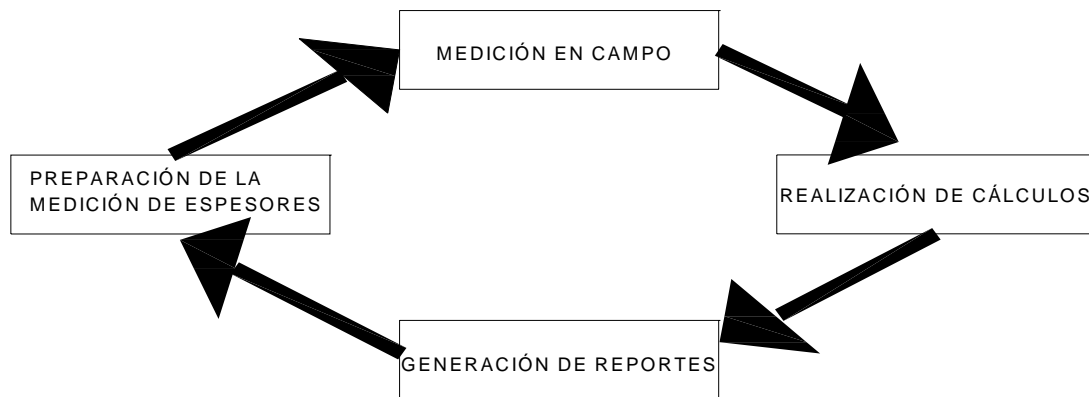 MEDICIÓN EN CAMPO
PREPARACIÓN DE LA
MEDICIÓN DE ESPESORES
REALIZACIÓN DE CÁLCULOS
GENERACIÓN DE REPORTES